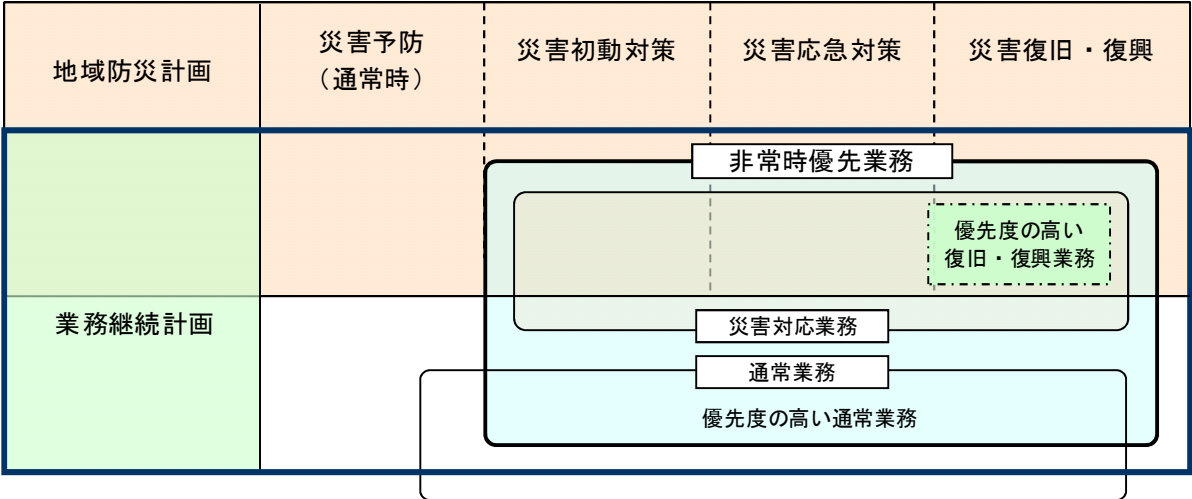 地域防災計画
災害予防
（通常時）
災害初動対策
災害応急対策
災害復旧・復興
非常時優先業務
優先度の高い
復旧・復興業務
業務継続計画
災害対応業務
通常業務
優先度の高い通常業務